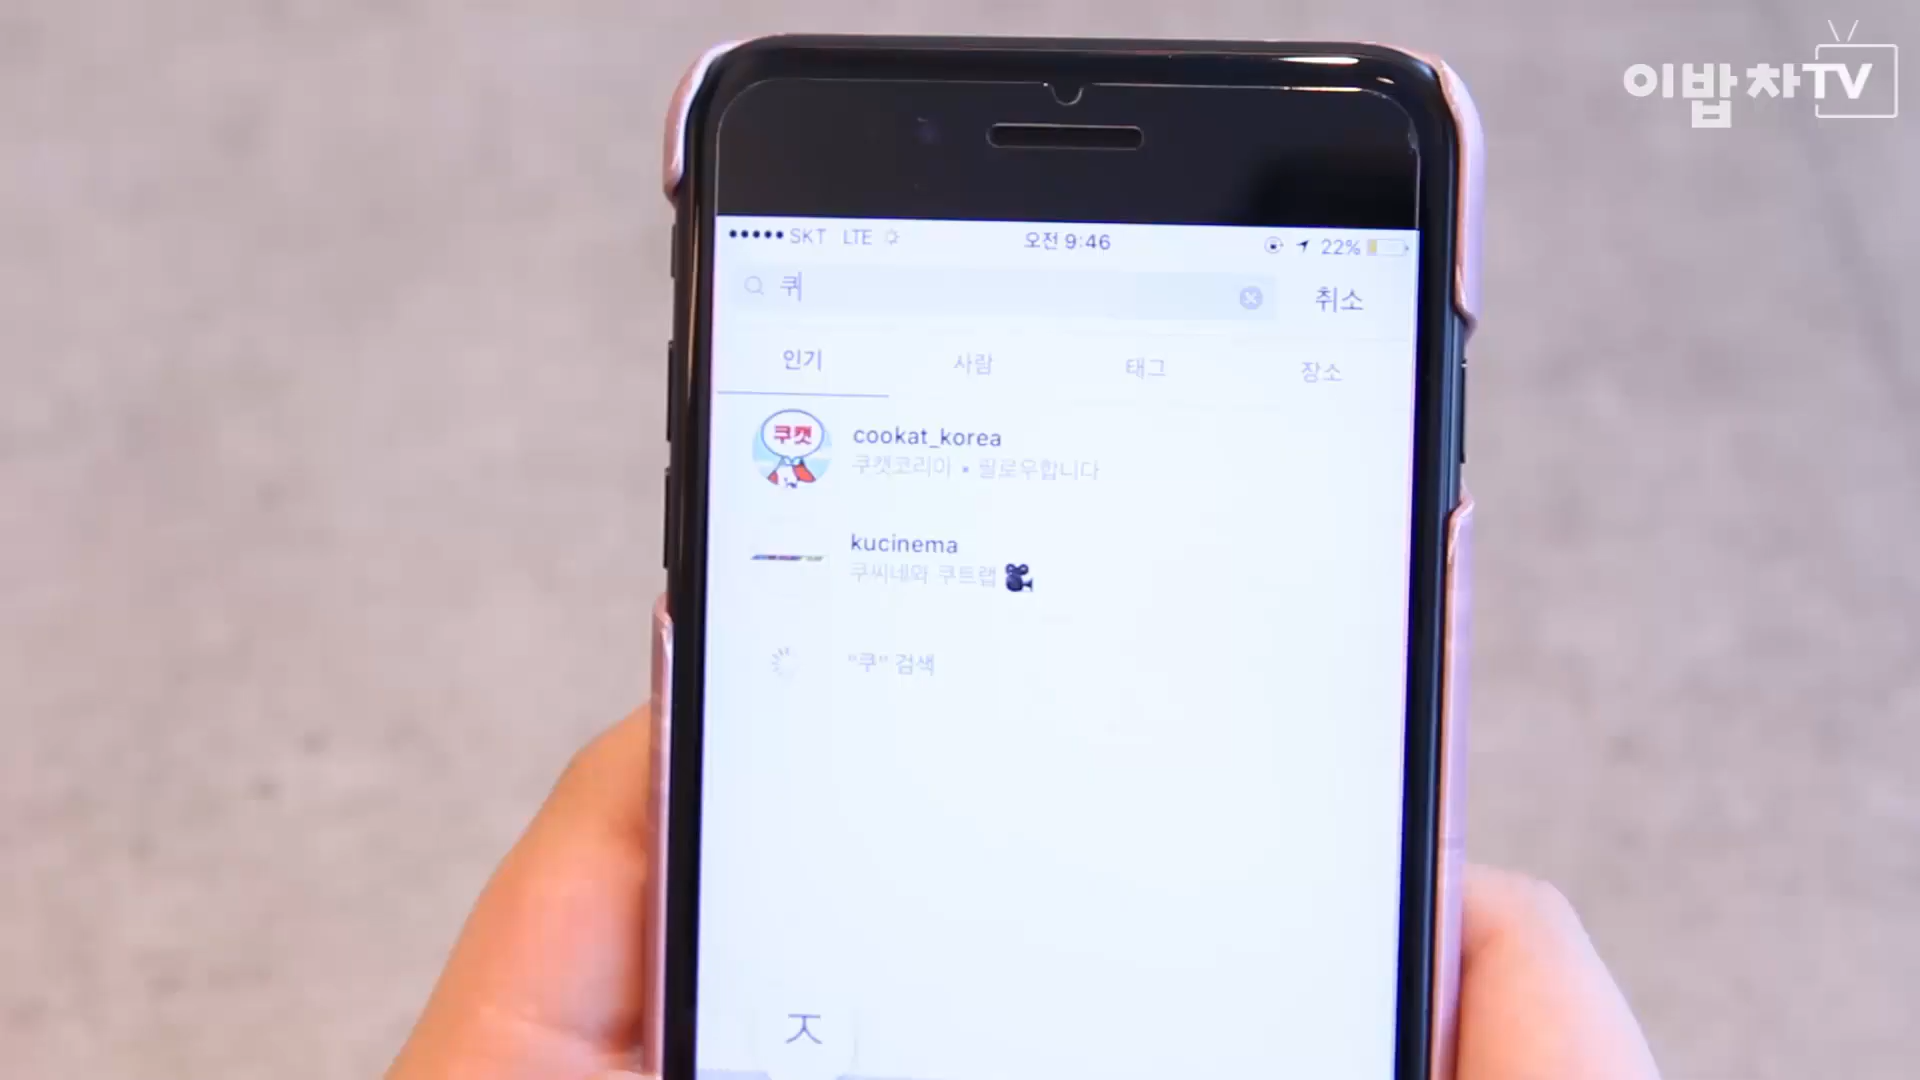 이밥차TV
SKT LTE
오전 9:46
22%
퀴
취소
인기
사람
태그
장소
쿠캣
cookat_korea
쿠캣코리아 • 팔로우합니다
kucinema
쿠씨네와 쿠트랩
"쿠" 검색
ㅈ